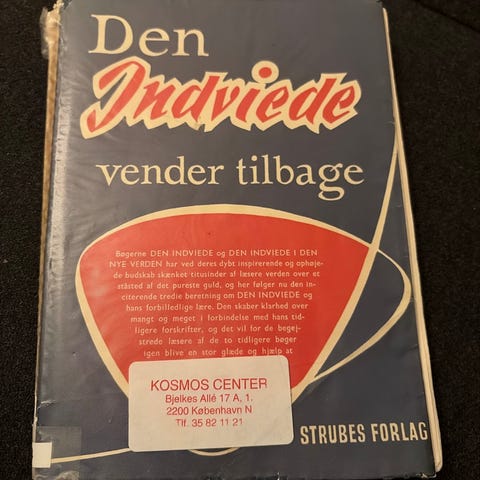 Den
Indviede
vender tilbage
Bøgerne DEN INDVIEDE og DEN INDVIEDE I DEN
NYE VERDEN har ved deres dybt inspirerende og ophøje-
de budskab skænket titusinder af læsere verden over et
ståsted af det pureste guld, og her følger nu den in-
citerende tredie beretning om DEN INDVIEDE og
hans forbilledlige lære. Den skaber klarhed over
mangt og meget i forbindelse med hans tid-
ligere forskrifter, og det vil for de begej-
strede læsere af de to tidligere bøger
igen blive en stor glæde og hjælp at
KOSMOS CENTER
Bjelkes Allé 17 A, 1.
2200 København N
Tlf. 35 82 11 21
STRUBES FORLAG